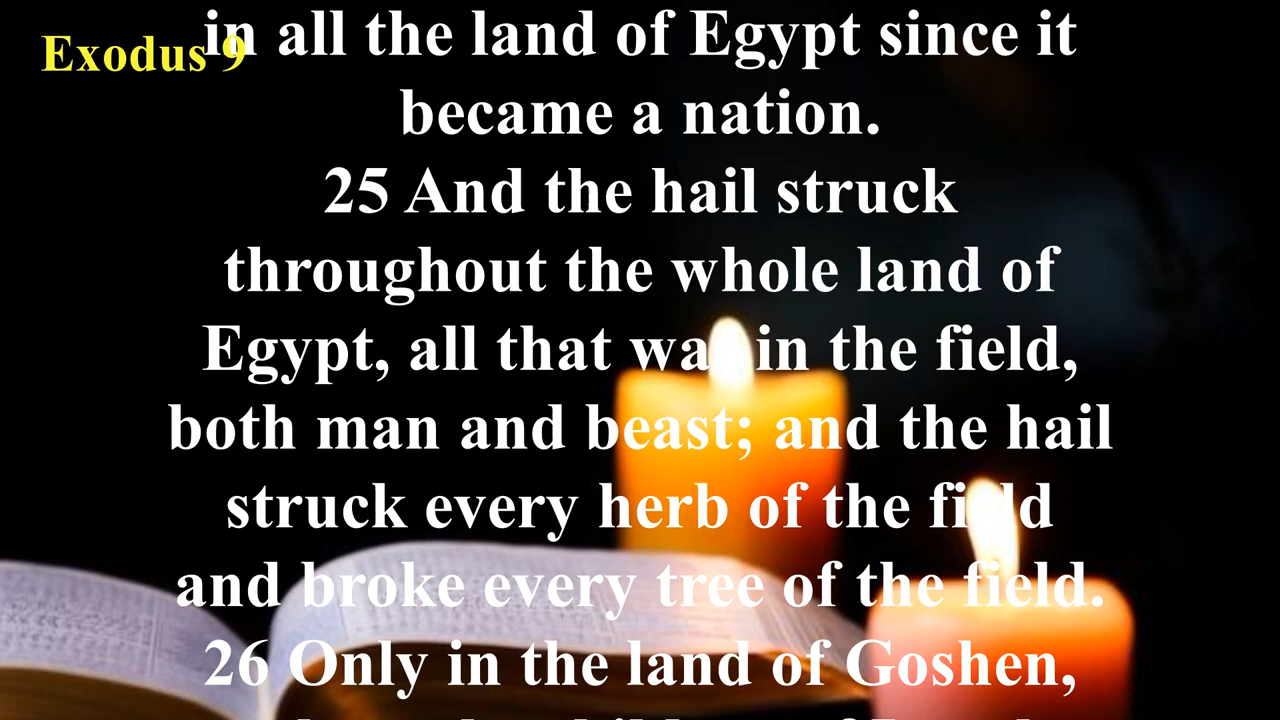 Exodus 9
in all the land of Egypt since it
became a nation.
25 And the hail struck
throughout the whole land of
Egypt, all that was in the field,
both man and beast; and the hail
struck every herb of the field
and broke every tree of the field.
26 Only in the land of Goshen,